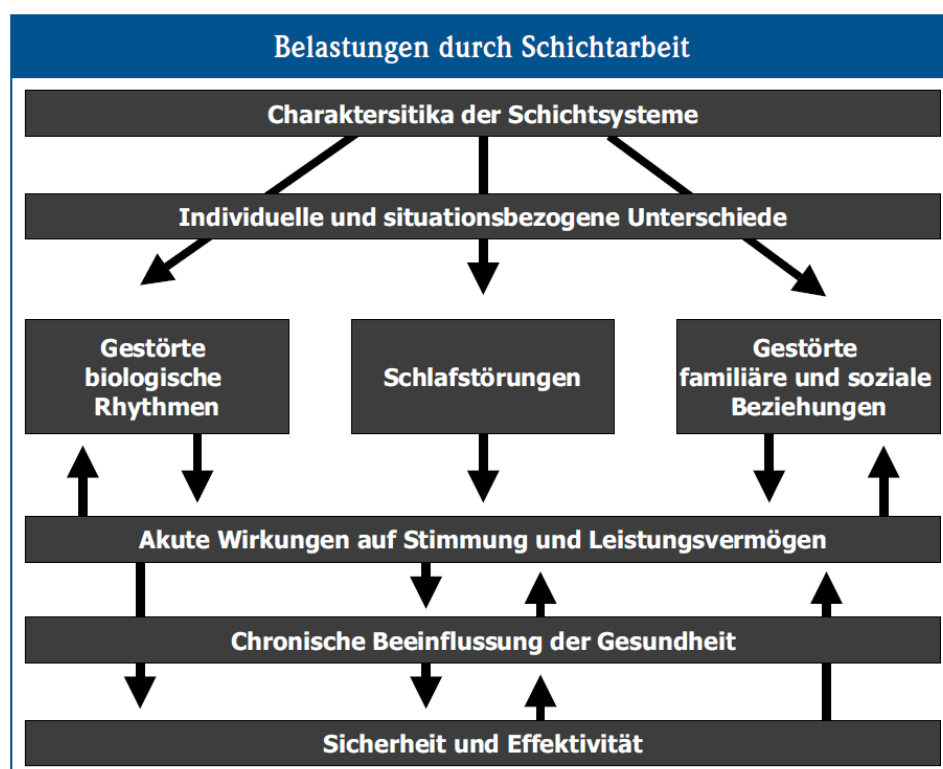 Belastungen durch Schichtarbeit
Charaktersitika der Schichtsysteme
Individuelle und situationsbezogene Unterschiede
Gestörte
biologische
Rhythmen
Schlafstörungen
Gestörte
familiäre und soziale
Beziehungen
Akute Wirkungen auf Stimmung und Leistungsvermögen
Chronische Beeinflussung der Gesundheit
Sicherheit und Effektivität